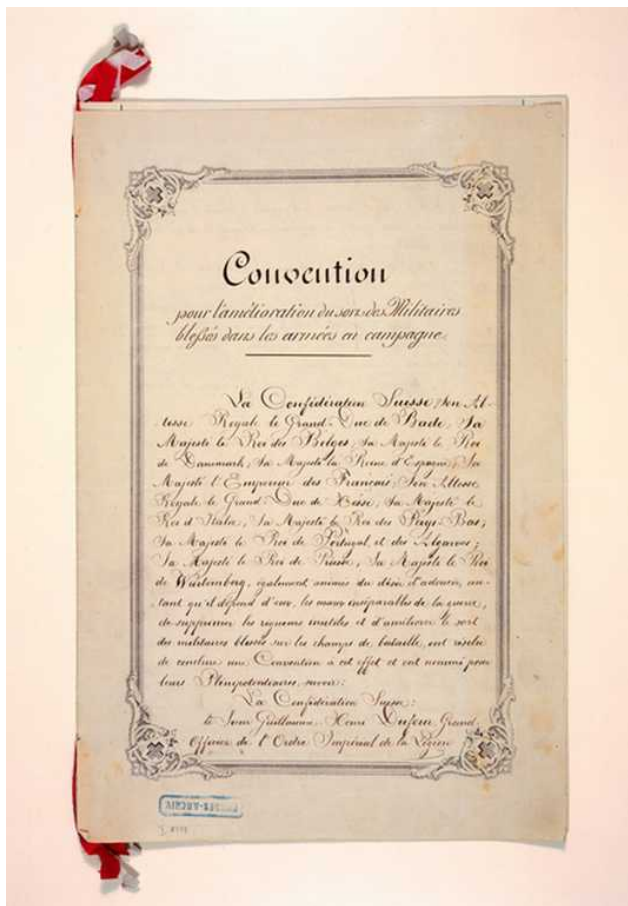 Convention
pour l'amélioration du sort des Militaires
blessés dans les armées en campagne.
La Confédération Suisse, Son Al-
tesse Royale le Grand-Duc de Bade, Sa
Majesté le Roi des Belges, Sa Majesté le Roi
de Danemark, Sa Majesté la Reine d'Espagne, Sa
Majesté l'Empereur des Français, Son Altesse
Royale le Grand-Duc de Hesse, Sa Majesté le
Roi d'Italie, Sa Majesté le Roi des Pays-Bas,
Sa Majesté le Roi de Portugal et des Algarves,
Sa Majesté le Roi de Prusse, Sa Majesté le Roi
de Würtemberg, également animés du désir d'adoucir, au-
tant qu'il dépend d'eux, les maux inséparables de la guerre,
de supprimer les rigueurs inutiles et d'améliorer le sort
des militaires blessés sur les champs de bataille, ont résolu
de conclure une Convention à cet effet et ont nommé pour
leurs Plénipotentiaires, savoir:
La Confédération Suisse:
le Sieur Guillaume Henri Dufour, Grand
Officier de l'Ordre Impérial de la Légion
BUNDES-ARCHIV